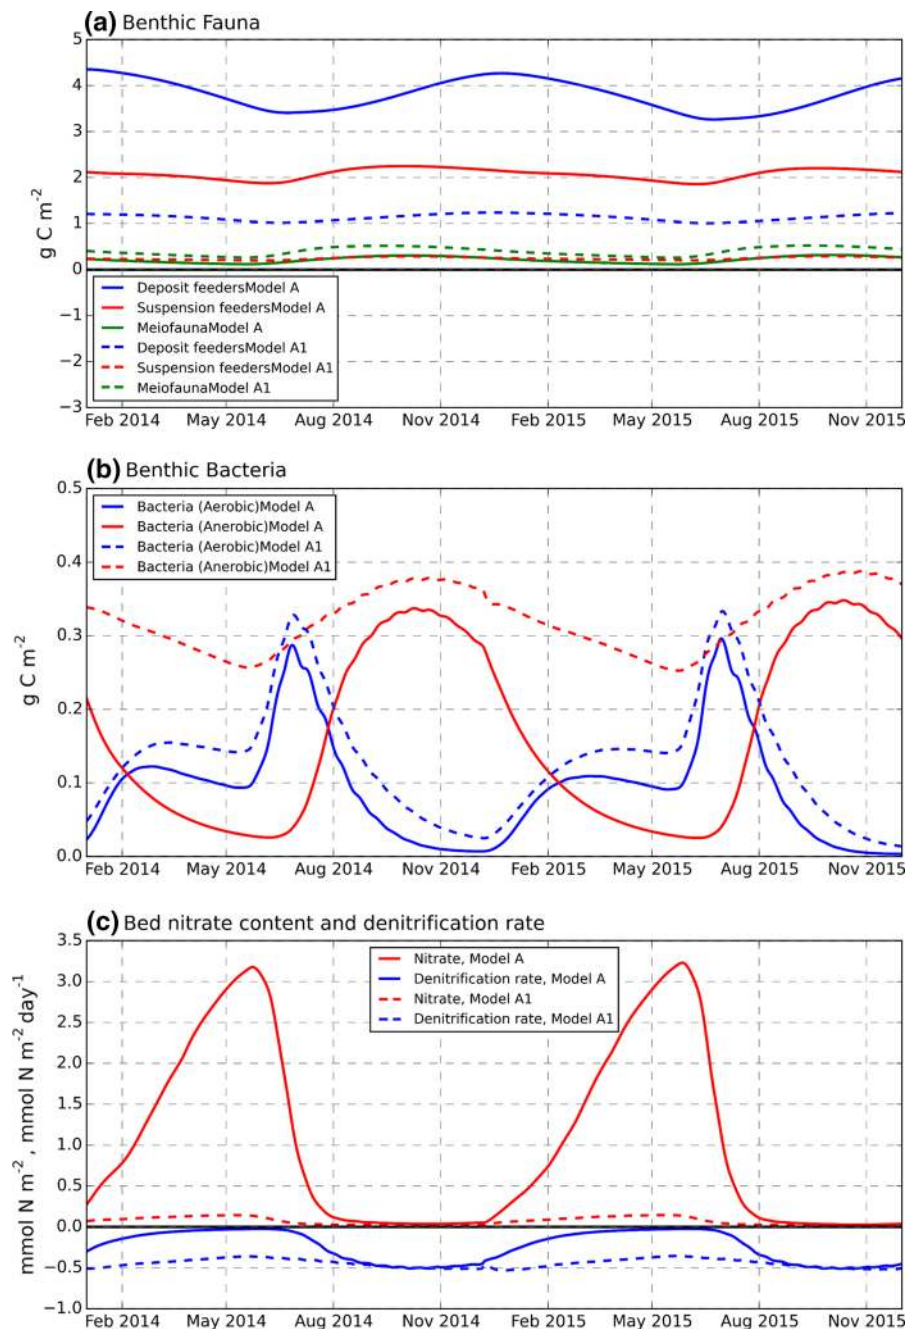 (a) Benthic Fauna
5
4
3
2
1
0
−1
−2
−3
g C m-2
Deposit feedersModel A
Suspension feedersModel A
MeiofaunaModel A
Deposit feedersModel A1
Suspension feedersModel A1
MeiofaunaModel A1
Feb 2014 May 2014 Aug 2014 Nov 2014 Feb 2015 May 2015 Aug 2015 Nov 2015
(b) Benthic Bacteria
0.5
0.4
0.3
0.2
0.1
0.0
g C m-2
Bacteria (Aerobic)Model A
Bacteria (Anerobic)Model A
Bacteria (Aerobic)Model A1
Bacteria (Anerobic)Model A1
Feb 2014 May 2014 Aug 2014 Nov 2014 Feb 2015 May 2015 Aug 2015 Nov 2015
(c) Bed nitrate content and denitrification rate
3.5
3.0
2.5
2.0
1.5
1.0
0.5
0.0
−0.5
−1.0
mmol N m-2 , mmol N m-2 day-1
Nitrate, Model A
Denitrification rate, Model A
Nitrate, Model A1
Denitrification rate, Model A1
Feb 2014 May 2014 Aug 2014 Nov 2014 Feb 2015 May 2015 Aug 2015 Nov 2015